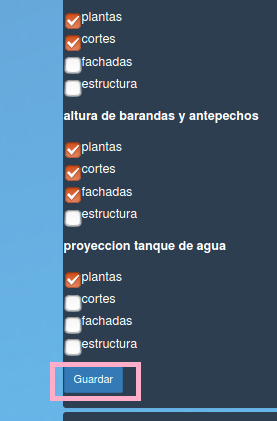 plantas
cortes
fachadas
estructura
altura de barandas y antepechos
plantas
cortes
fachadas
estructura
proyeccion tanque de agua
plantas
cortes
fachadas
estructura
Guardar